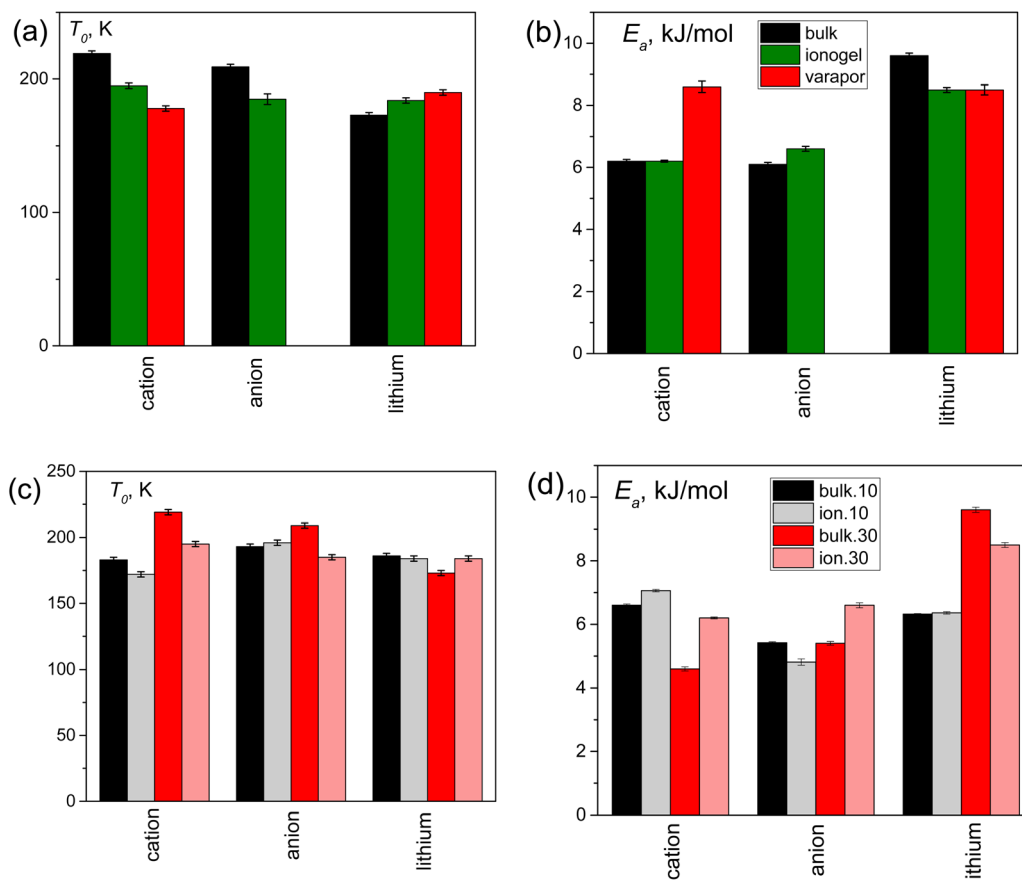 (a)
T0, K
200
100
0
cation
anion
lithium
(b)
Ea, kJ/mol
bulk
ionogel
varapor
10
8
6
4
2
0
cation
anion
lithium
(c)
T0, K
250
200
150
100
50
0
cation
anion
lithium
(d)
Ea, kJ/mol
bulk.10
ion.10
bulk.30
ion.30
10
8
6
4
2
0
cation
anion
ithium